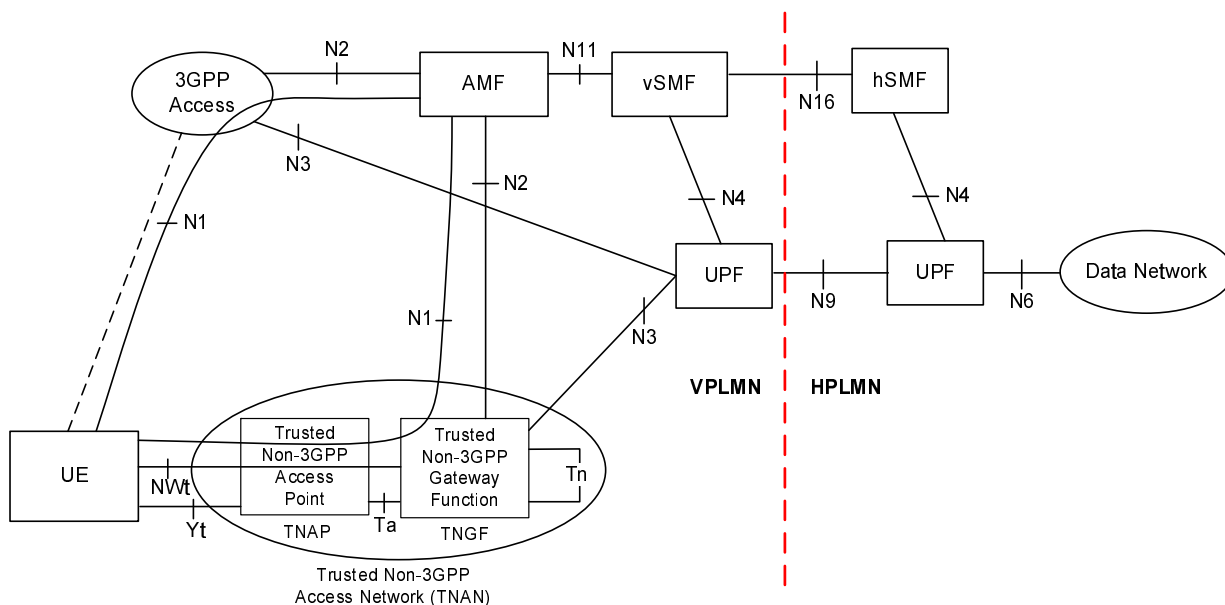 N2
N11
3GPP
Access
AMF
vSMF
hSMF
N16
N3
N2
N1
N4
N4
UPF
UPF
Data Network
N9
N6
N1
N3
VPLMN
HPLMN
UE
Trusted
Non-3GPP
Access
Point
Trusted
Non-3GPP
Gateway
Function
Tn
NWt
Yt
Ta
TNAP
TNGF
Trusted Non-3GPP
Access Network (TNAN)